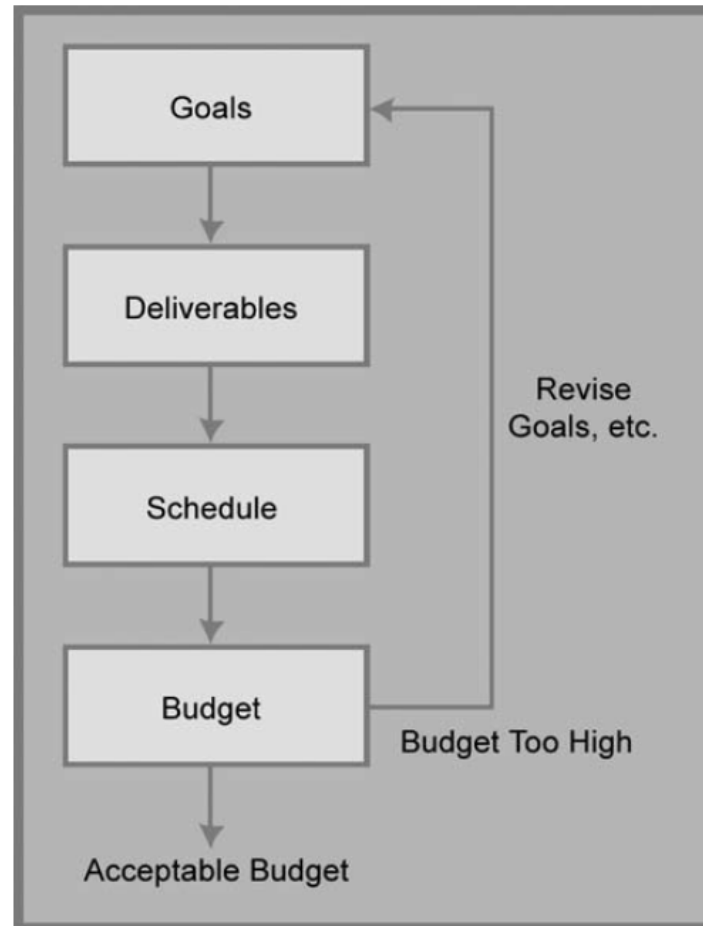 Goals
Deliverables
Revise
Goals, etc.
Schedule
Budget
Budget Too High
Acceptable Budget